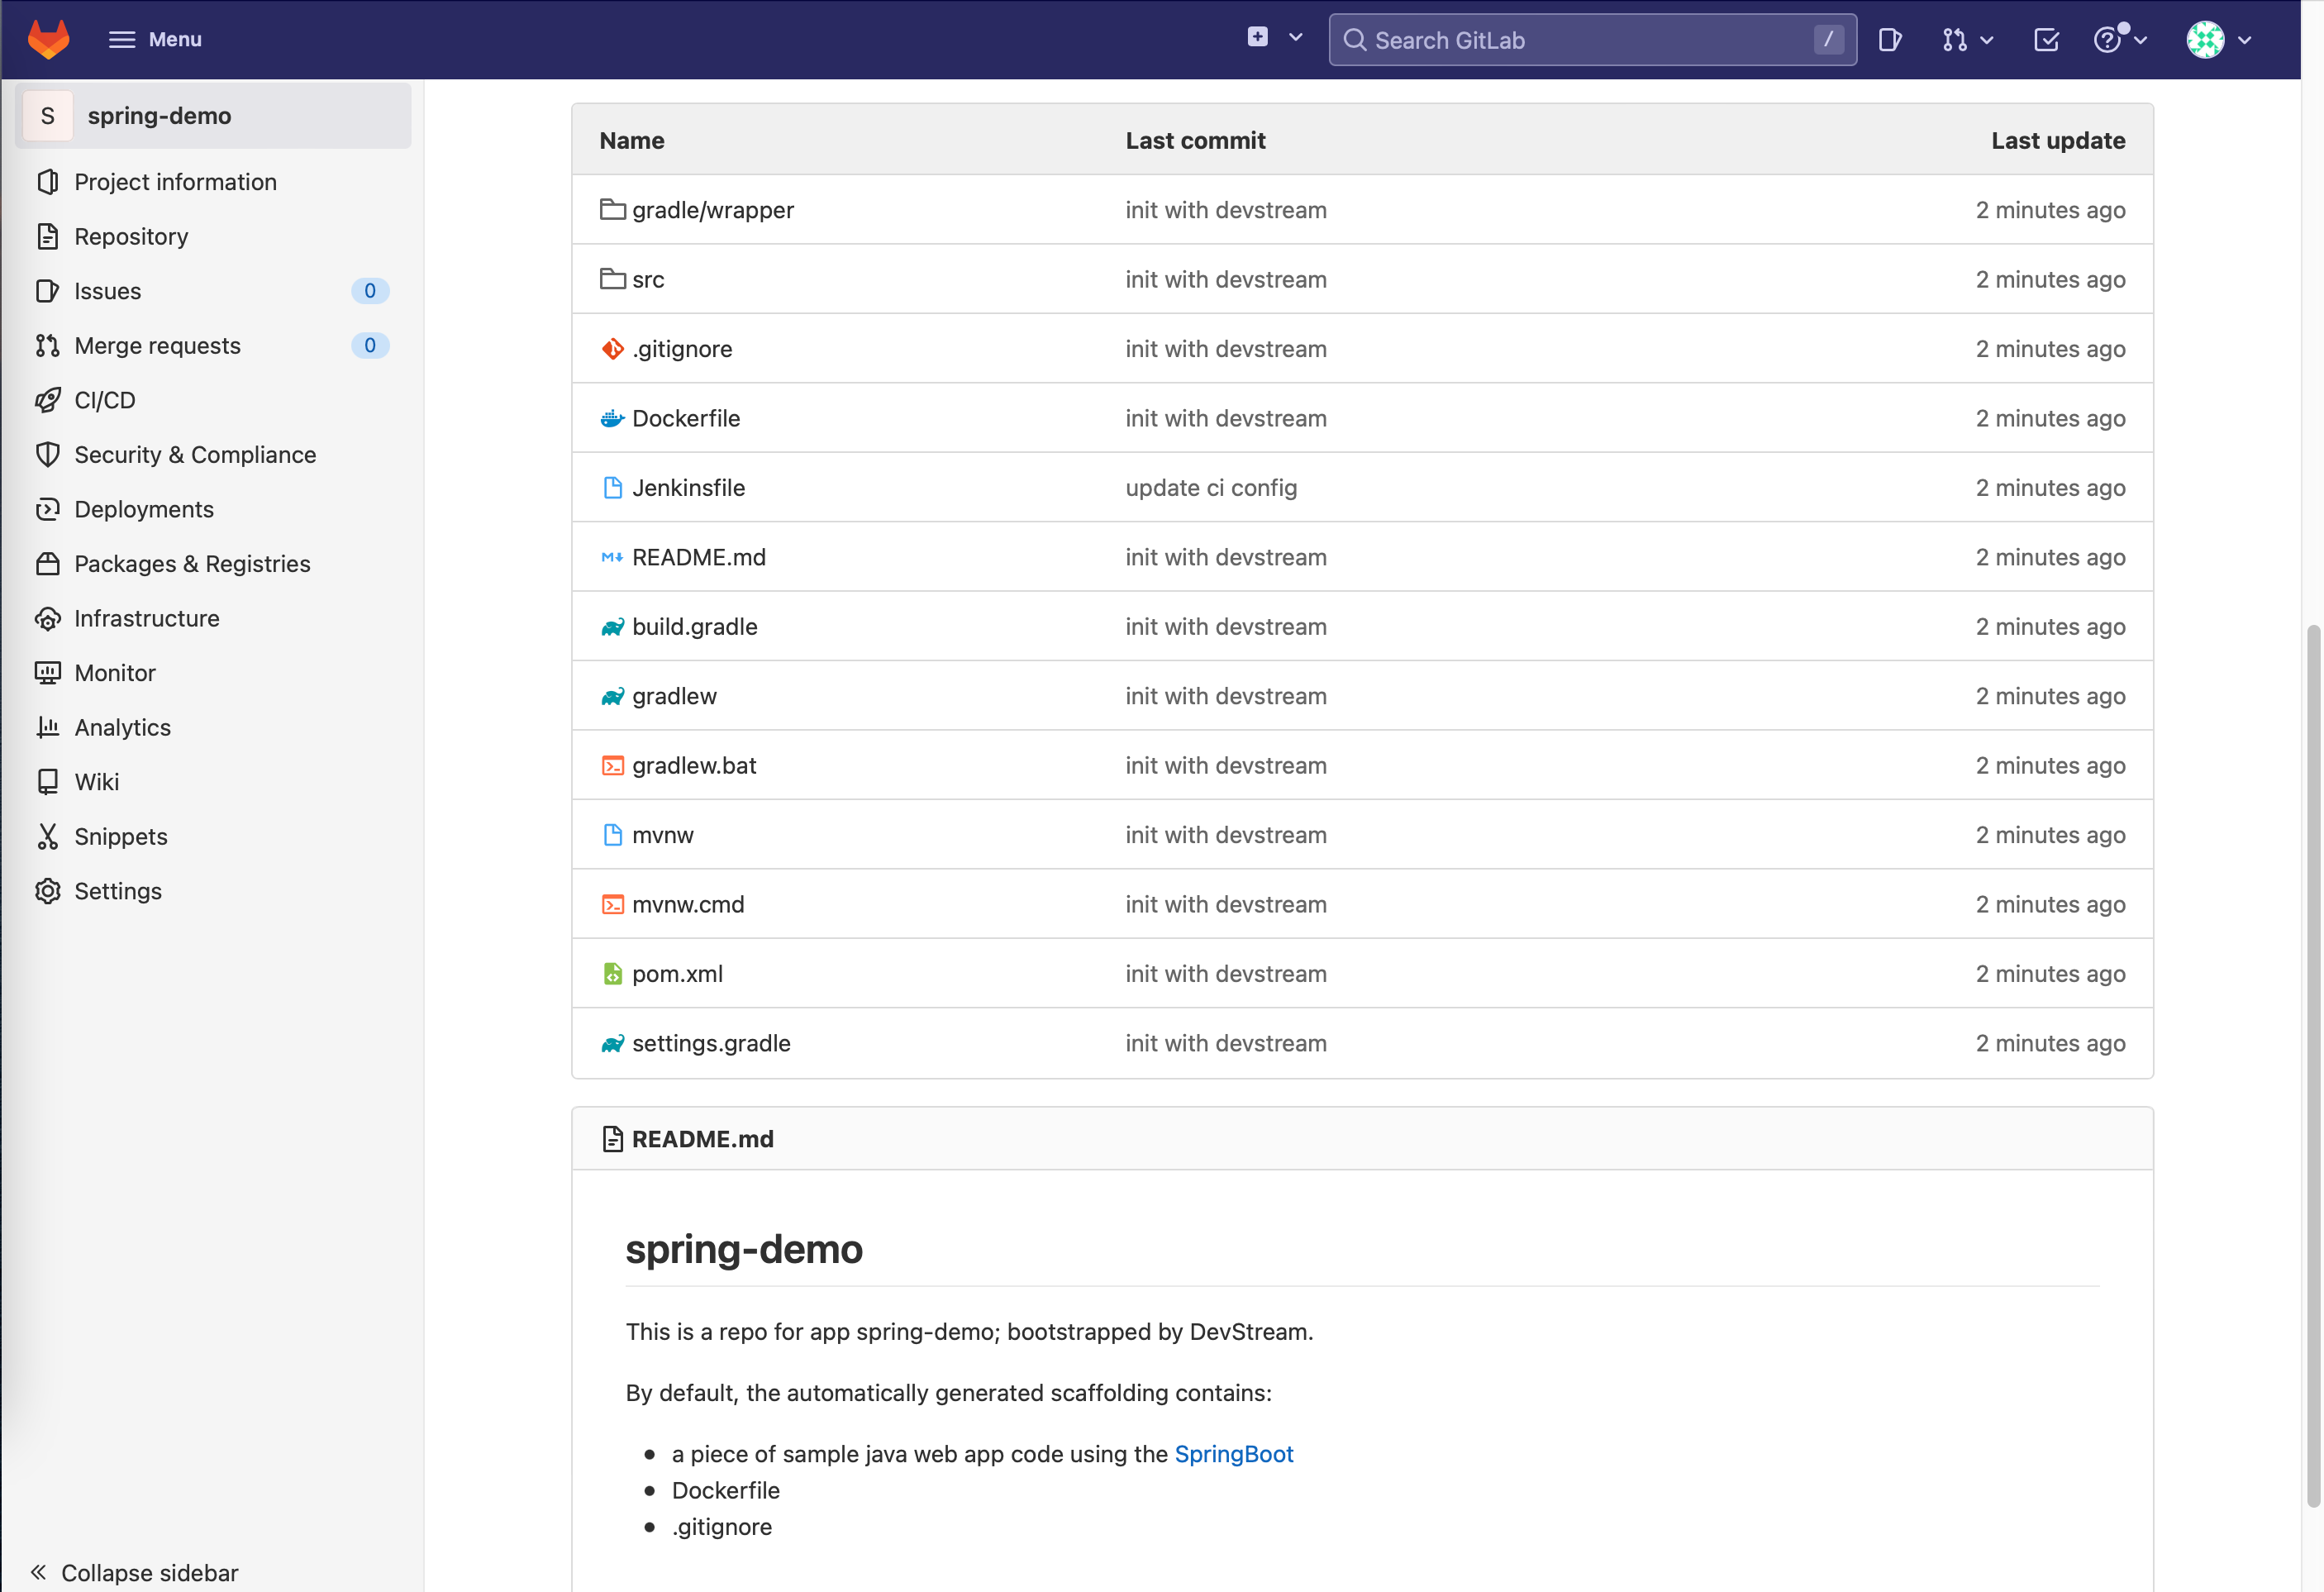 Menu
Search GitLab /
S spring-demo
Project information
Repository
Issues 0
Merge requests 0
CI/CD
Security & Compliance
Deployments
Packages & Registries
Infrastructure
Monitor
Analytics
Wiki
Snippets
Settings
Collapse sidebar
Name Last commit Last update
gradle/wrapper init with devstream 2 minutes ago
src init with devstream 2 minutes ago
.gitignore init with devstream 2 minutes ago
Dockerfile init with devstream 2 minutes ago
Jenkinsfile update ci config 2 minutes ago
README.md init with devstream 2 minutes ago
build.gradle init with devstream 2 minutes ago
gradlew init with devstream 2 minutes ago
gradlew.bat init with devstream 2 minutes ago
mvnw init with devstream 2 minutes ago
mvnw.cmd init with devstream 2 minutes ago
pom.xml init with devstream 2 minutes ago
settings.gradle init with devstream 2 minutes ago
README.md
spring-demo
This is a repo for app spring-demo; bootstrapped by DevStream.
By default, the automatically generated scaffolding contains:
• a piece of sample java web app code using the SpringBoot
• Dockerfile
• .gitignore